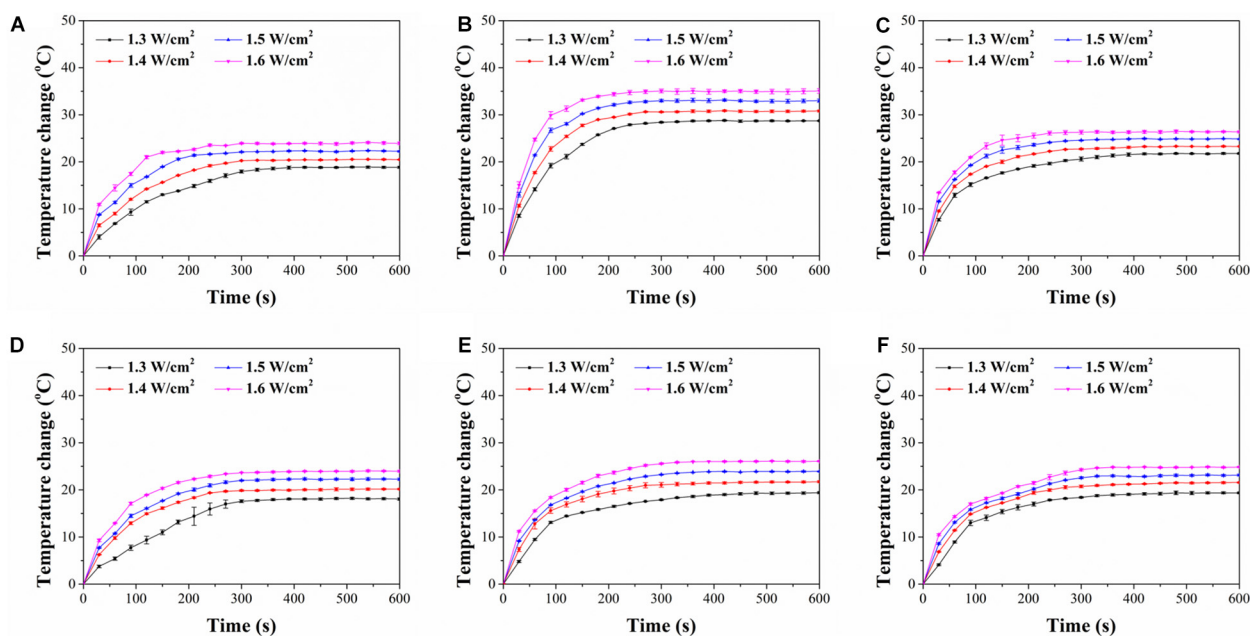 A
Temperature change (°C)
50
40
30
20
10
0
1.3 W/cm² 1.5 W/cm²
1.4 W/cm² 1.6 W/cm²
0 100 200 300 400 500 600
Time (s)
B
Temperature change (°C)
50
40
30
20
10
0
1.3 W/cm² 1.5 W/cm²
1.4 W/cm² 1.6 W/cm²
0 100 200 300 400 500 600
Time (s)
C
Temperature change (°C)
50
40
30
20
10
0
1.3 W/cm² 1.5 W/cm²
1.4 W/cm² 1.6 W/cm²
0 100 200 300 400 500 600
Time (s)
D
Temperature change (°C)
50
40
30
20
10
0
1.3 W/cm² 1.5 W/cm²
1.4 W/cm² 1.6 W/cm²
0 100 200 300 400 500 600
Time (s)
E
Temperature change (°C)
50
40
30
20
10
0
1.3 W/cm² 1.5 W/cm²
1.4 W/cm² 1.6 W/cm²
0 100 200 300 400 500 600
Time (s)
F
Temperature change (°C)
50
40
30
20
10
0
1.3 W/cm² 1.5 W/cm²
1.4 W/cm² 1.6 W/cm²
0 100 200 300 400 500 600
Time (s)